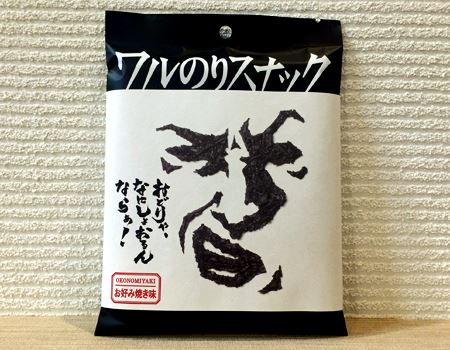 ワルのりスナック
おどりゃ、
なにしよおるん
ならぁ!
OKONOMIYAKI
お好み焼き味